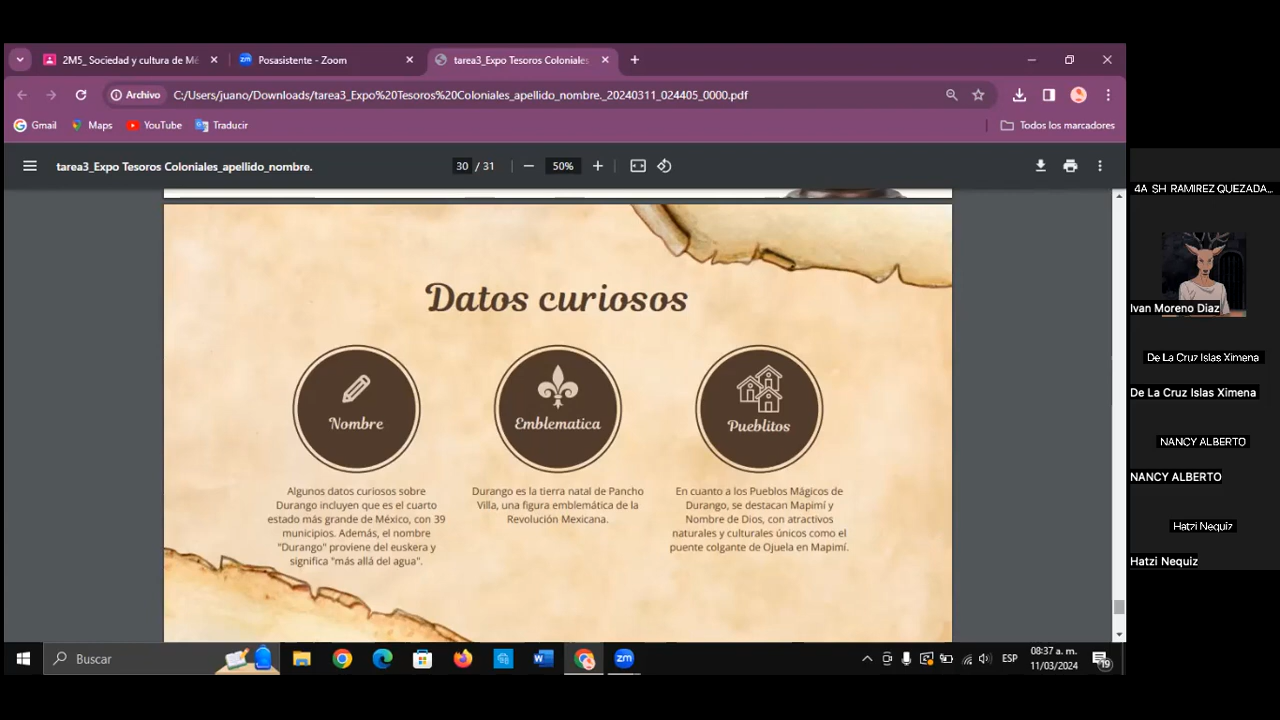 2M5_ Sociedad y cultura de Mé
Posasistente - Zoom
tarea3_Expo Tesoros Coloniales
Archivo
C:/Users/juano/Downloads/tarea3_Expo%20Tesoros%20Coloniales_apellido_nombre._20240311_024405_0000.pdf
Gmail
Maps
YouTube
Traducir
Todos los marcadores
tarea3_Expo Tesoros Coloniales_apellido_nombre.
30 / 31
50%
Datos curiosos
Nombre
Algunos datos curiosos sobre
Durango incluyen que es el cuarto
estado más grande de México, con 39
municipios. Además, el nombre
"Durango" proviene del euskera y
significa "más allá del agua".
Emblematica
Durango es la tierra natal de Pancho
Villa, una figura emblemática de la
Revolución Mexicana.
Pueblitos
En cuanto a los Pueblos Mágicos de
Durango, se destacan Mapimí y
Nombre de Dios, con atractivos
naturales y culturales únicos como el
puente colgante de Ojuela en Mapimí.
4A SH RAMIREZ QUEZADA...
Ivan Moreno Diaz
De La Cruz Islas Ximena
De La Cruz Islas Ximena
NANCY ALBERTO
NANCY ALBERTO
Hatzi Nequiz
Hatzi Nequiz
Buscar
ESP
08:37 a. m.
11/03/2024
19